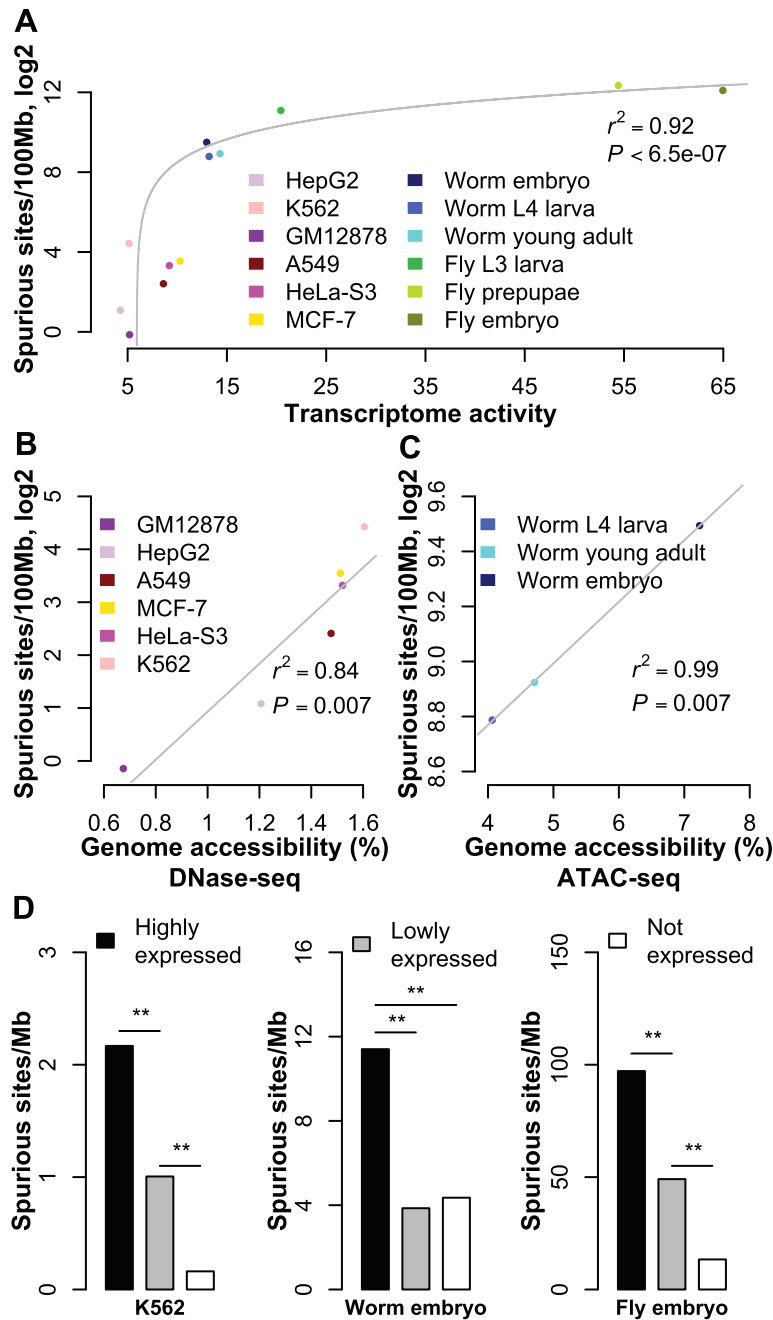 A
Spurious sites/100Mb, log2
12
8
4
0
r² = 0.92
P < 6.5e-07
HepG2
K562
GM12878
A549
HeLa-S3
MCF-7
Worm embryo
Worm L4 larva
Worm young adult
Fly L3 larva
Fly prepupae
Fly embryo
5 15 25 35 45 55 65
Transcriptome activity
B
Spurious sites/100Mb, log2
5
4
3
2
1
0
GM12878
HepG2
A549
MCF-7
HeLa-S3
K562
r² = 0.84
P = 0.007
0.6 0.8 1 1.2 1.4 1.6
Genome accessibility (%)
DNase-seq
C
Spurious sites/100Mb, log2
9.6
9.4
9.2
9.0
8.8
8.6
Worm L4 larva
Worm young adult
Worm embryo
r² = 0.99
P = 0.007
4 5 6 7 8
Genome accessibility (%)
ATAC-seq
D
Highly
expressed
Spurious sites/Mb
3
2
1
0
**
**
K562
Lowly
expressed
Spurious sites/Mb
16
12
8
4
0
**
**
Worm embryo
Not
expressed
Spurious sites/Mb
150
100
50
0
**
**
Fly embryo